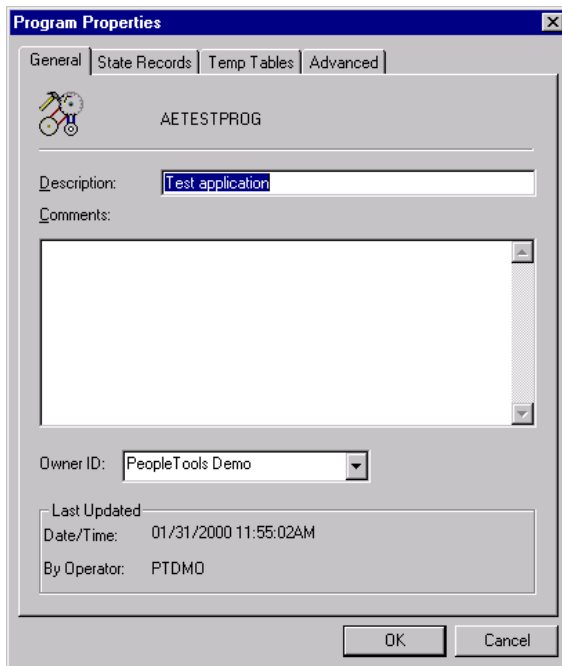 Program Properties
General State Records Temp Tables Advanced
AETESTPROG
Description: Test application
Comments:
Owner ID: PeopleTools Demo
Last Updated
Date/Time: 01/31/2000 11:55:02AM
By Operator: PTDMO
OK Cancel